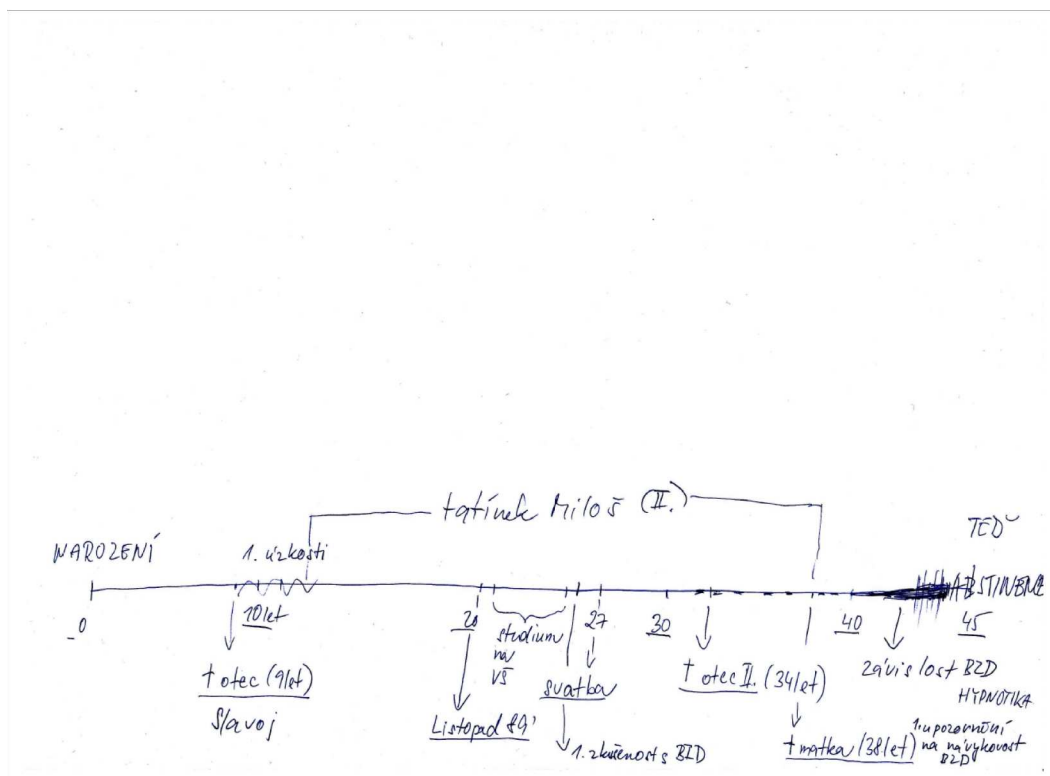 tatínek Miloš (II.)
TEĎ
NAROZENÍ
1. úzkosti
ABSTINENCE
0
10let
20
studium
na
VŠ
27
30
40
45
† otec (9let)
Slavoj
Listopad 89'
svatba
1. zkušenost s BZD
† otec II. (34let)
† matka (38let)
závislost BZD
HYPNOTIKA
1. upozornění
na návykovost
BZD